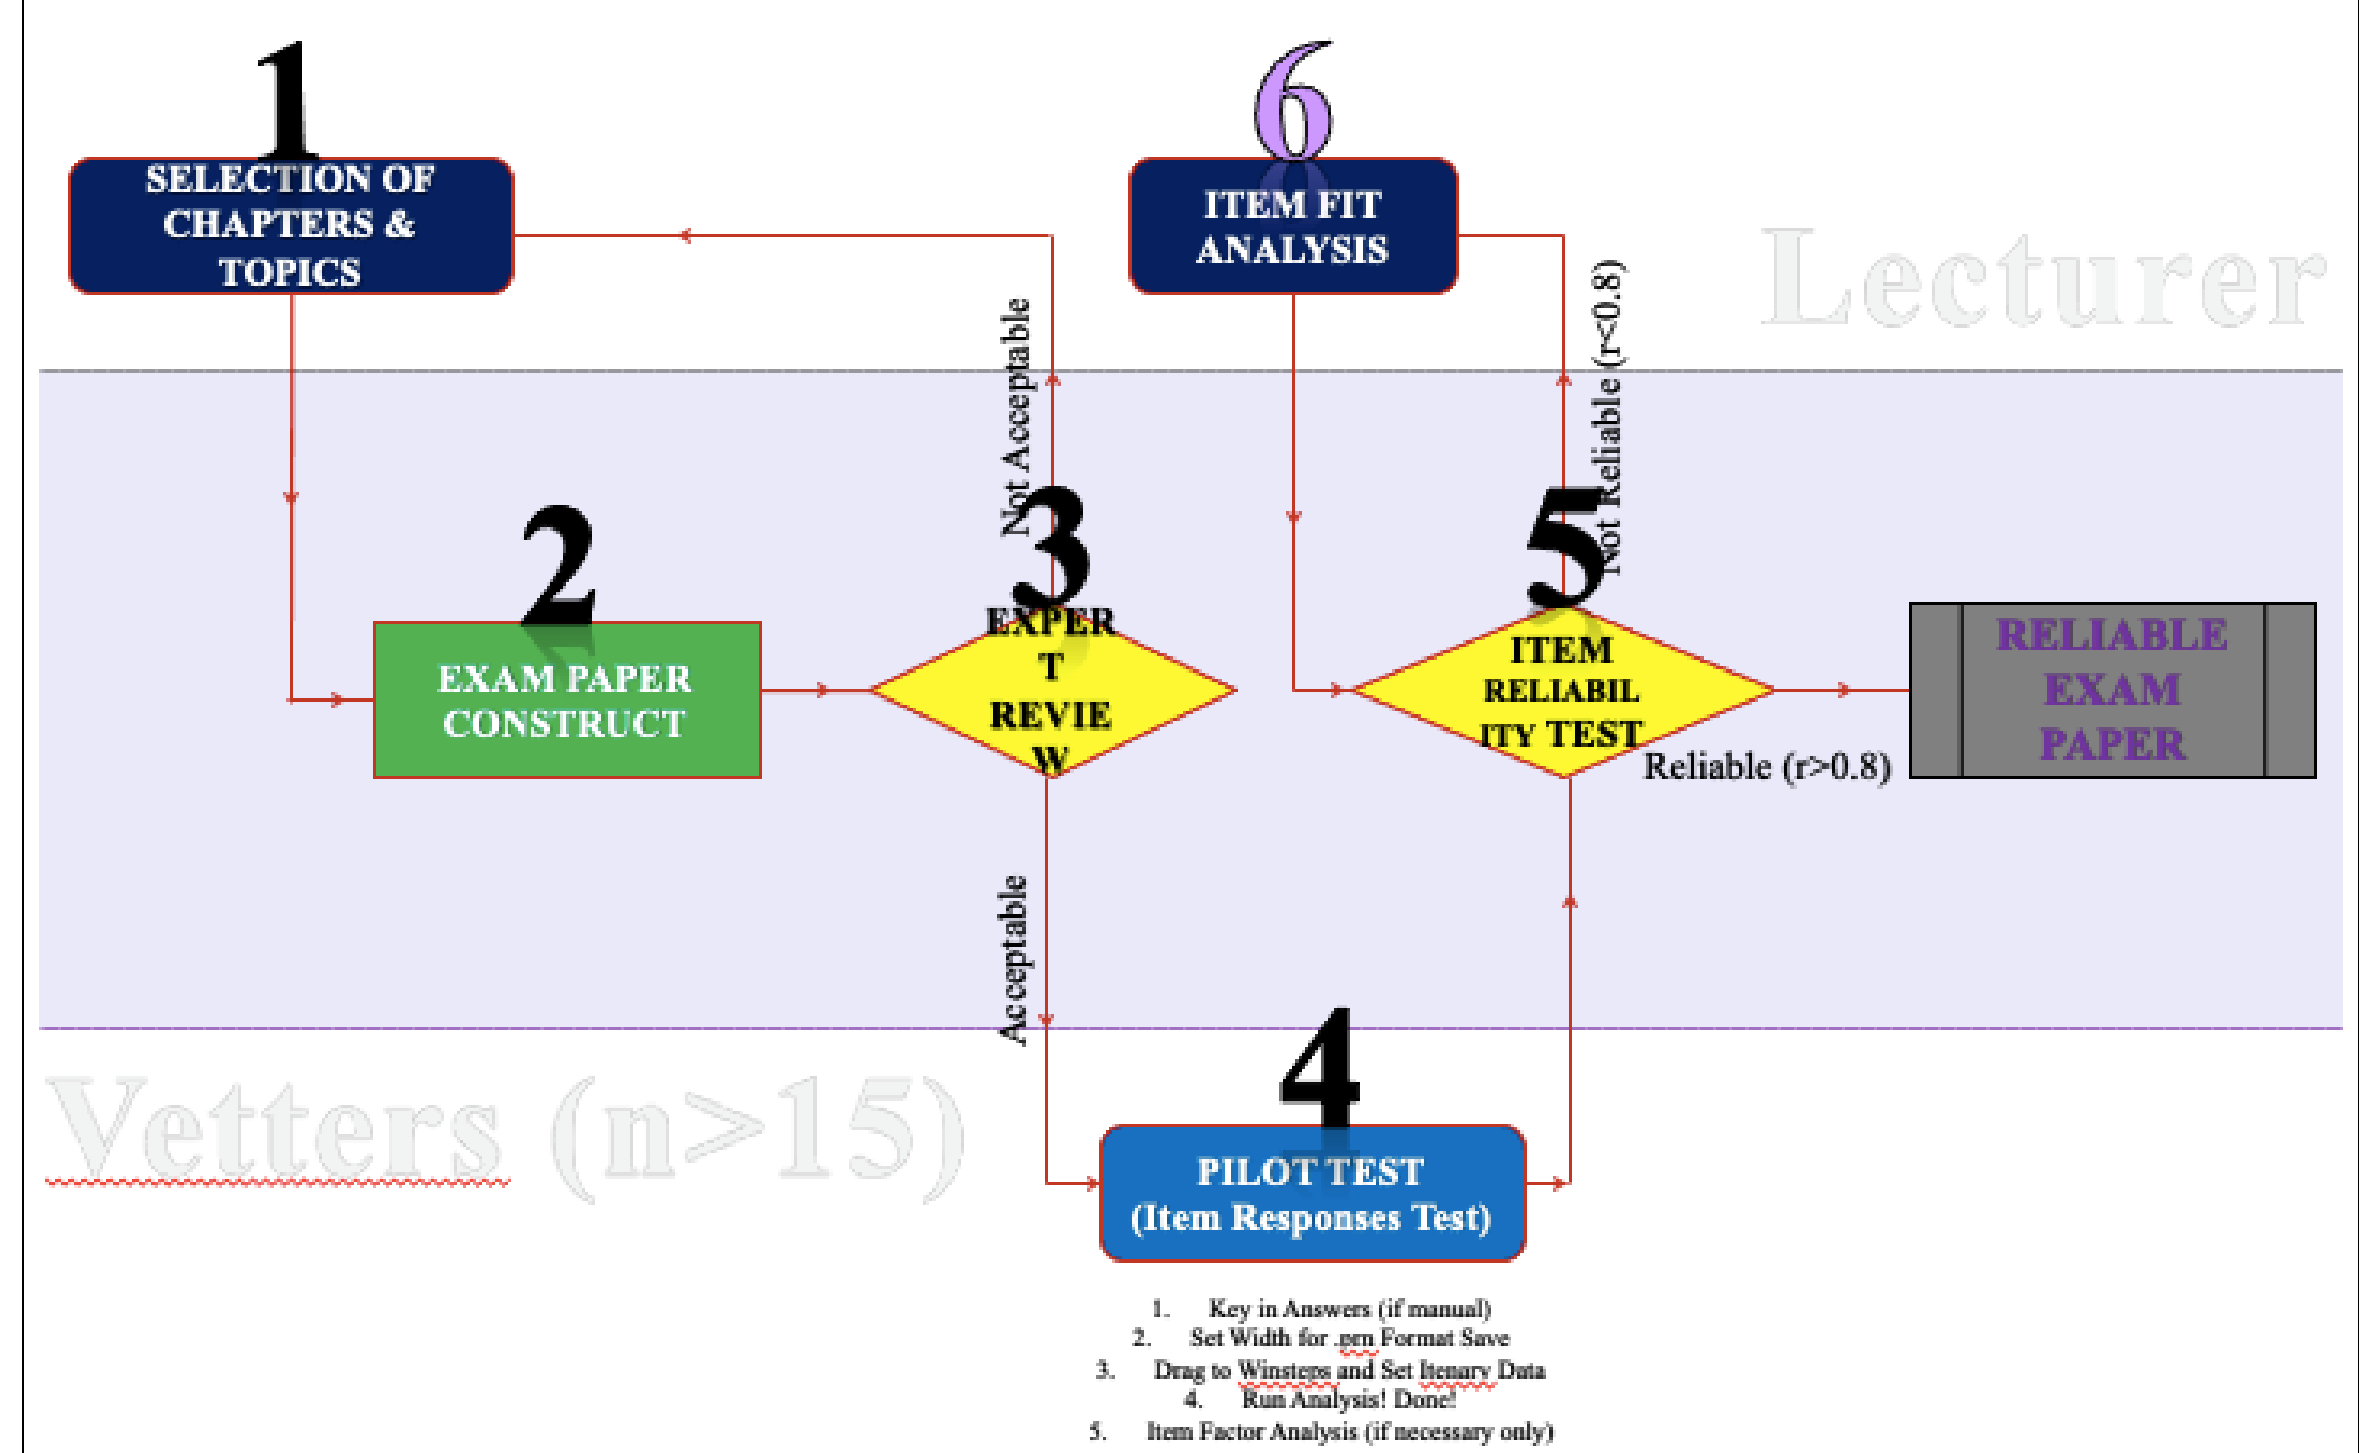 1
SELECTION OF
CHAPTERS &
TOPICS
6
ITEM FIT
ANALYSIS
Lecturer
Not Acceptable
Not Reliable (r<0.8)
2
EXAM PAPER
CONSTRUCT
3
EXPER
T
REVIE
W
5
ITEM
RELIABIL
ITY TEST
Reliable (r>0.8)
RELIABLE
EXAM
PAPER
Acceptable
Vetters (n>15)
4
PILOT TEST
(Item Responses Test)
1. Key in Answers (if manual)
2. Set Width for .prn Format Save
3. Drag to Winsteps and Set Itenary Data
4. Run Analysis! Done!
5. Item Factor Analysis (if necessary only)